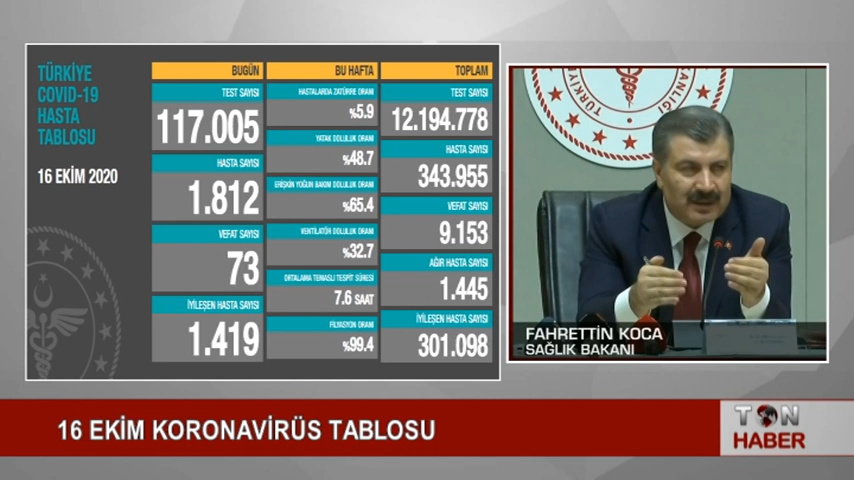 TÜRKİYE
COVID-19
HASTA
TABLOSU
16 EKİM 2020
BUGÜN
TEST SAYISI
117.005
HASTA SAYISI
1.812
VEFAT SAYISI
73
İYİLEŞEN HASTA SAYISI
1.419
BU HAFTA
HASTALARDA ZATÜRRE ORANI
%5.9
YATAK DOLULUK ORANI
%48.7
ERİŞKİN YOĞUN BAKIM DOLULUK ORANI
%65.4
VENTİLATÖR DOLULUK ORANI
%32.7
ORTALAMA TEMASLI TESPİT SÜRESİ
7.6 SAAT
FİLYASYON ORANI
%99.4
TOPLAM
TEST SAYISI
12.194.778
HASTA SAYISI
343.955
VEFAT SAYISI
9.153
AĞIR HASTA SAYISI
1.445
İYİLEŞEN HASTA SAYISI
301.098
FAHRETTİN KOCA
SAĞLIK BAKANI
16 EKİM KORONAVİRÜS TABLOSU
TON
HABER